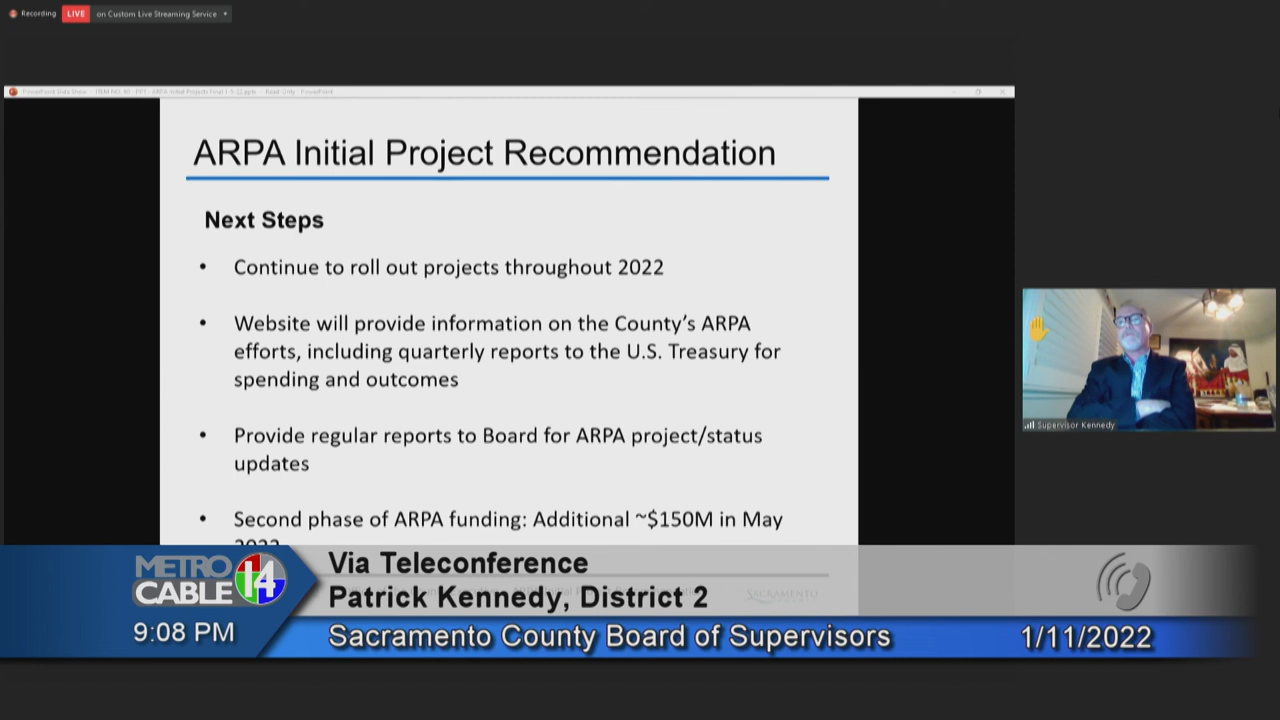 Recording
LIVE
on Custom Live Streaming Service
ARPA Initial Project Recommendation
Next Steps
• Continue to roll out projects throughout 2022
• Website will provide information on the County's ARPA
efforts, including quarterly reports to the U.S. Treasury for
spending and outcomes
• Provide regular reports to Board for ARPA project/status
updates
• Second phase of ARPA funding: Additional ~$150M in May
Supervisor Kennedy
METRO
CABLE 14
9:08 PM
Via Teleconference
Patrick Kennedy, District 2
SACRAMENTO
Sacramento County Board of Supervisors
1/11/2022